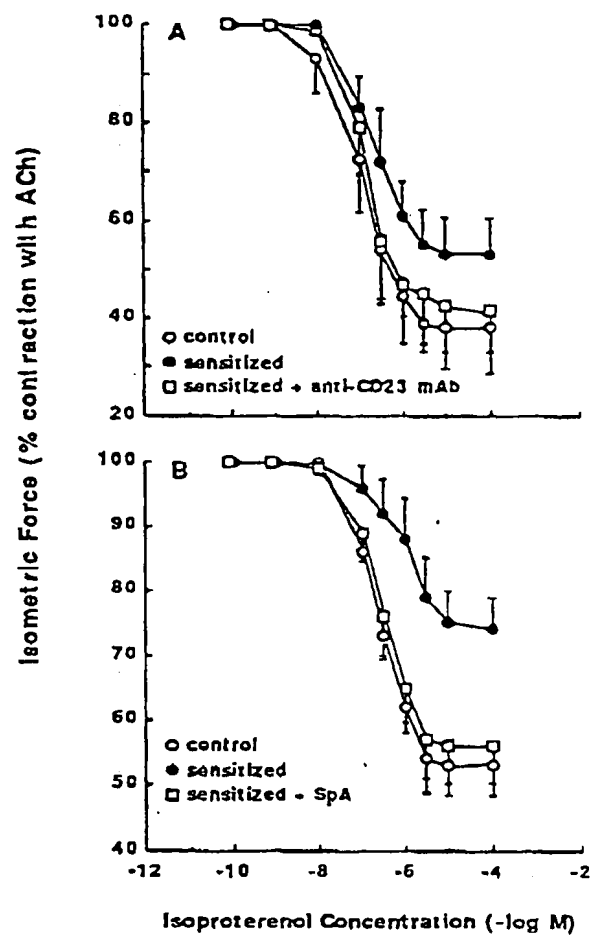 Isometric Force (% contraction with ACh)
A
100
80
60
40
20
control
sensitized
sensitized + anti-CD23 mAb
B
100
90
80
70
60
50
40
control
sensitized
sensitized + SpA
-12 -10 -8 -6 -4 -2
Isoproterenol Concentration (-log M)